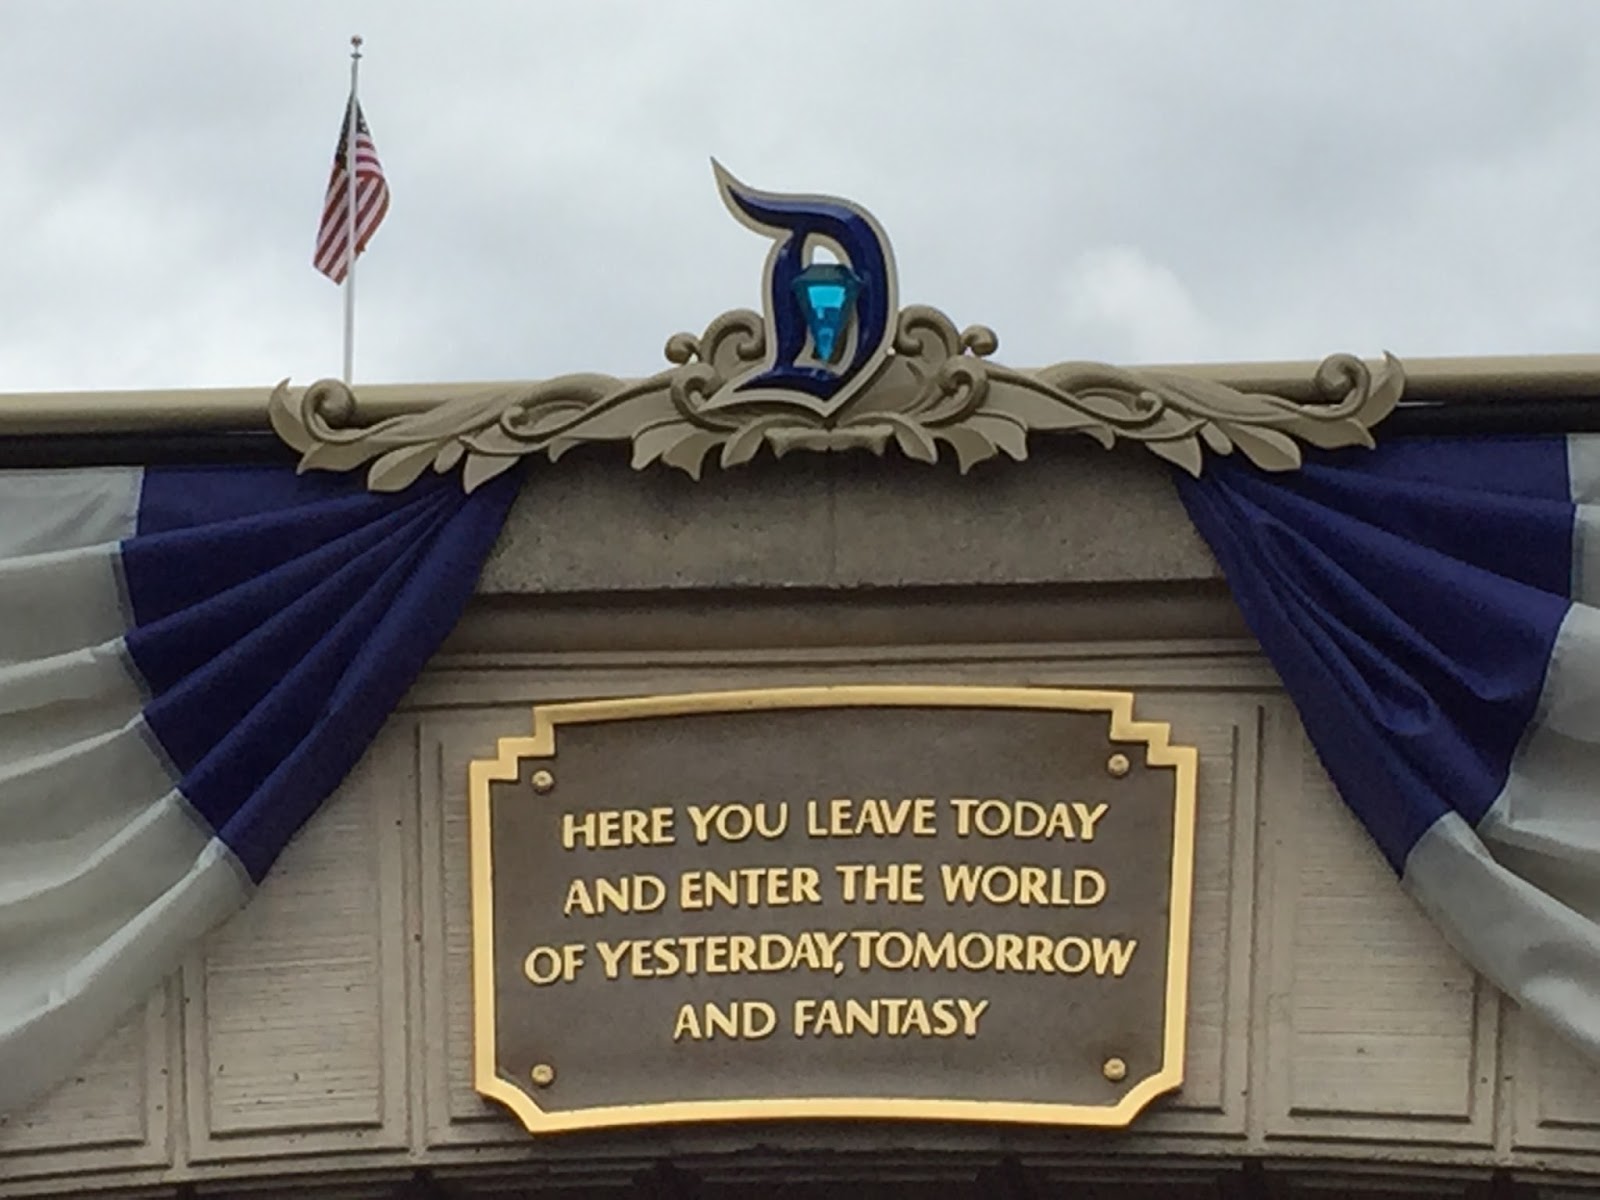 D
HERE YOU LEAVE TODAY
AND ENTER THE WORLD
OF YESTERDAY, TOMORROW
AND FANTASY